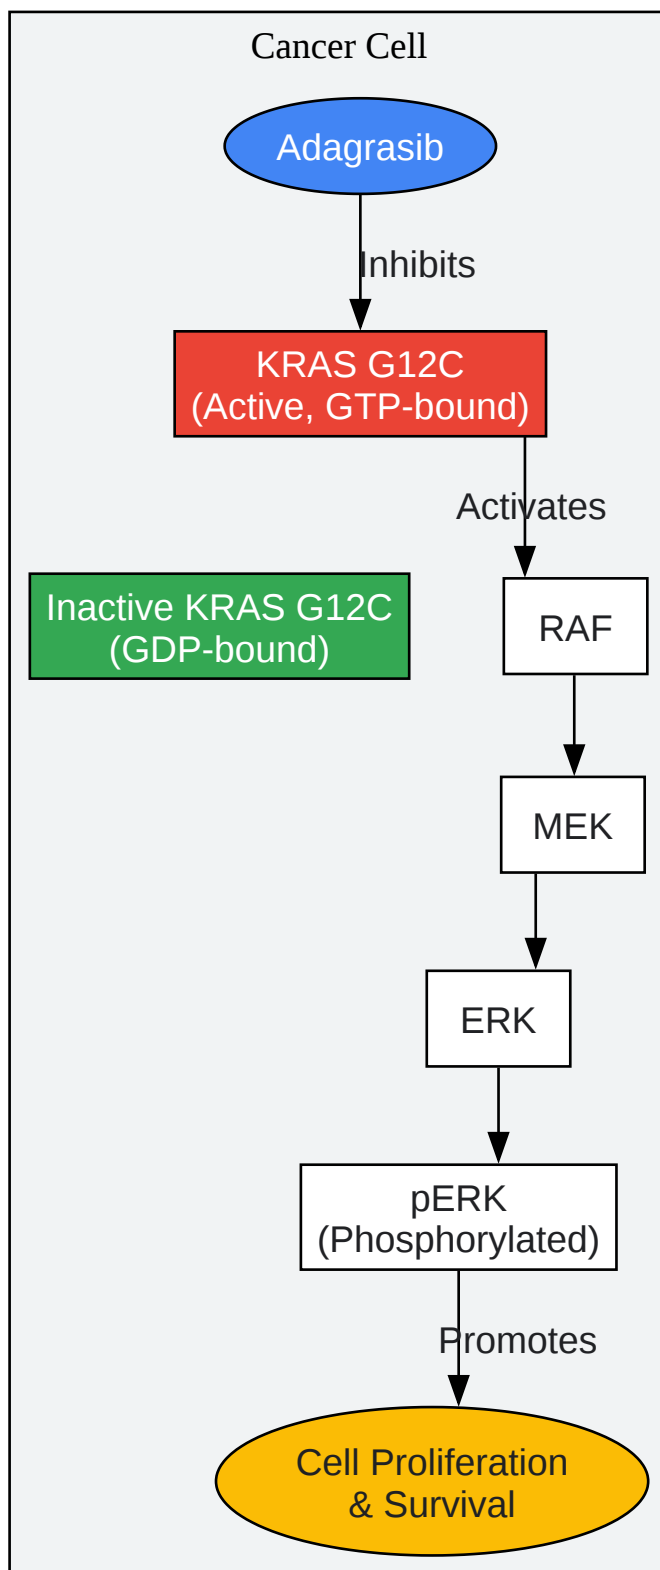 Cancer Cell
Adagrasib
Inhibits
KRAS G12C
(Active, GTP-bound)
Activates
Inactive KRAS G12C
(GDP-bound)
RAF
MEK
ERK
pERK
(Phosphorylated)
Promotes
Cell Proliferation
& Survival